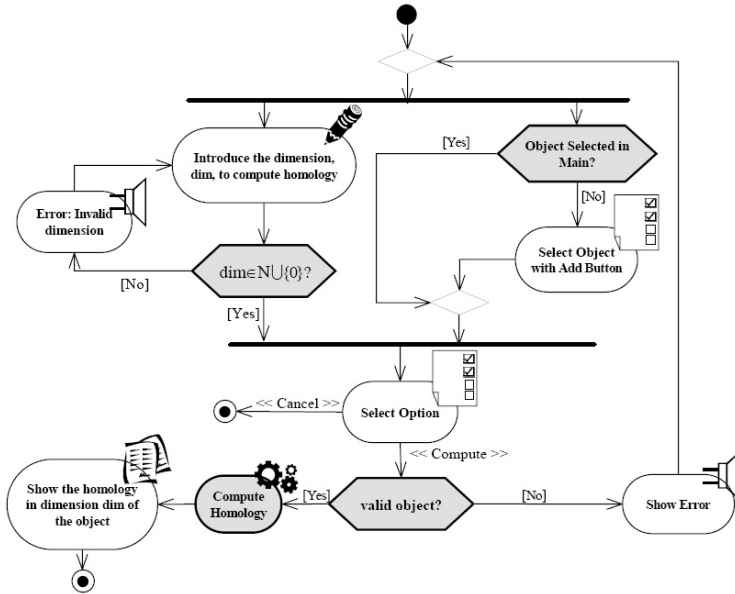 Introduce the dimension,
dim, to compute homology
[Yes]
Object Selected in
Main?
[No]
Error: Invalid
dimension
Select Object
with Add Button
dim∈N⋃{0}?
[No]
[Yes]
<< Cancel >>
Select Option
<< Compute >>
Show the homology
in dimension dim of
the object
Compute
Homology
[Yes]
valid object?
[No]
Show Error